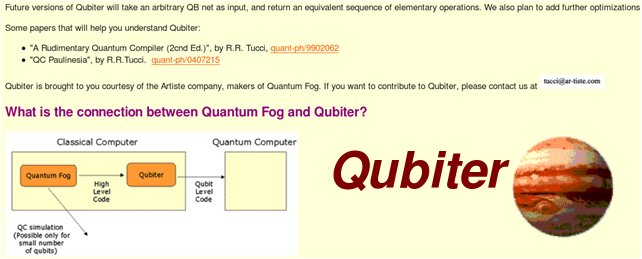 Future versions of Qubiter will take an arbitrary QB net as input, and return an equivalent sequence of elementary operations. We also plan to add further optimizations
Some papers that will help you understand Qubiter:
• "A Rudimentary Quantum Compiler (2cnd Ed.)", by R.R. Tucci, quant-ph/9902062
• "QC Paulinesia", by R.R.Tucci. quant-ph/0407215
Qubiter is brought to you courtesy of the Artiste company, makers of Quantum Fog. If you want to contribute to Qubiter, please contact us at tucci@ar-tiste.com
What is the connection between Quantum Fog and Qubiter?
Classical Computer
Quantum Computer
Quantum Fog
High
Level
Code
Qubiter
Qubit
Level
Code
QC simulation
(Possible only for
small number
of qubits)
Qubiter